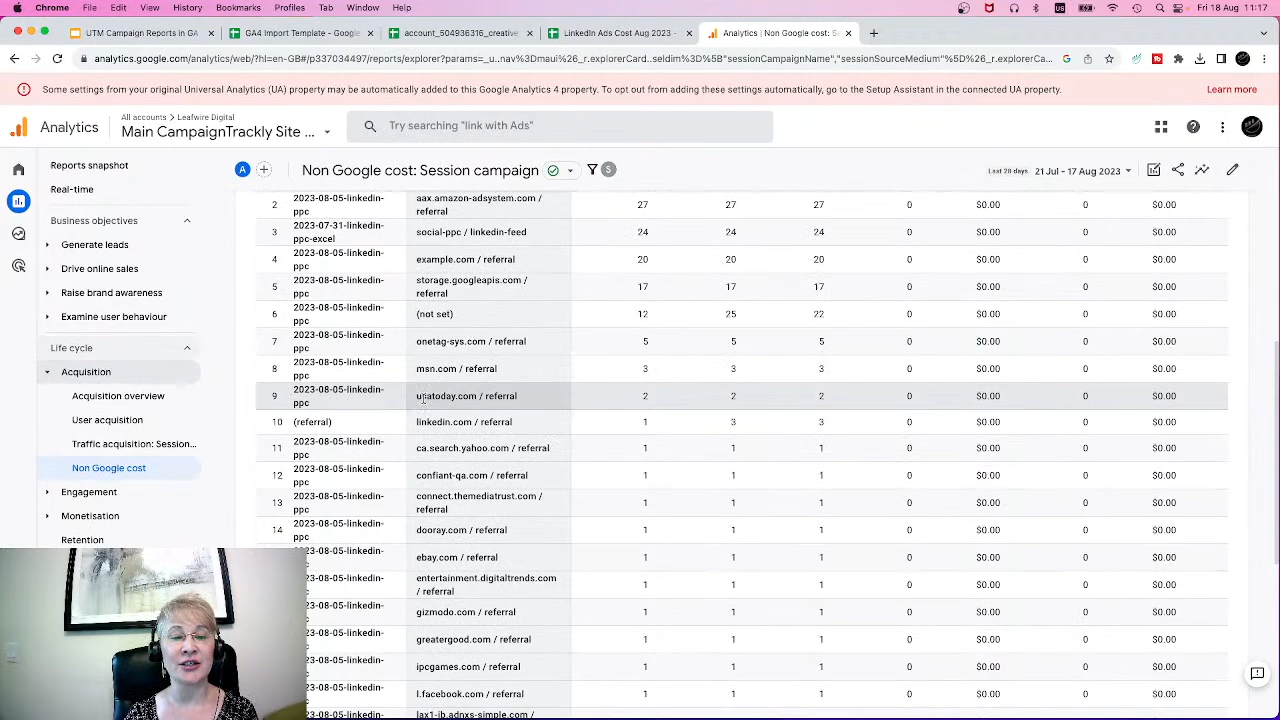 Chrome File Edit View History Bookmarks Profiles Tab Window Help
US
Fri 18 Aug 11:17
UTM Campaign Reports in GA
GA4 Import Template - Google
account_504936316_creative
LinkedIn Ads Cost Aug 2023 -
Analytics | Non Google cost: S
analytics.google.com/analytics/web/?hl=en-GB#/p337034497/reports/explorer?params=_u..nav%3Dmaui%26_r.explorerCard..seldim%3D%5B"sessionCampaignName","sessionSourceMedium"%5D%26_r.explorerCa...
Some settings from your original Universal Analytics (UA) property may be automatically added to this Google Analytics 4 property. To opt out from adding these settings automatically, go to the Setup Assistant in the connected UA property.
Learn more
Analytics
All accounts > Leafwire Digital
Main CampaignTrackly Site ...
Try searching "link with Ads"
Reports snapshot
Real-time
Business objectives
Generate leads
Drive online sales
Raise brand awareness
Examine user behaviour
Life cycle
Acquisition
Acquisition overview
User acquisition
Traffic acquisition: Session...
Non Google cost
Engagement
Monetisation
Retention
A
Non Google cost: Session campaign
S
Last 28 days 21 Jul - 17 Aug 2023
2 2023-08-05-linkedin-ppc aax.amazon-adsystem.com / referral 27 27 27 0 $0.00 0 $0.00
3 2023-07-31-linkedin-ppc-excel social-ppc / linkedin-feed 24 24 24 0 $0.00 0 $0.00
4 2023-08-05-linkedin-ppc example.com / referral 20 20 20 0 $0.00 0 $0.00
5 2023-08-05-linkedin-ppc storage.googleapis.com / referral 17 17 17 0 $0.00 0 $0.00
6 2023-08-05-linkedin-ppc (not set) 12 25 22 0 $0.00 0 $0.00
7 2023-08-05-linkedin-ppc onetag-sys.com / referral 5 5 5 0 $0.00 0 $0.00
8 2023-08-05-linkedin-ppc msn.com / referral 3 3 3 0 $0.00 0 $0.00
9 2023-08-05-linkedin-ppc usatoday.com / referral 2 2 2 0 $0.00 0 $0.00
10 (referral) linkedin.com / referral 1 3 3 0 $0.00 0 $0.00
11 2023-08-05-linkedin-ppc ca.search.yahoo.com / referral 1 1 1 0 $0.00 0 $0.00
12 2023-08-05-linkedin-ppc confiant-qa.com / referral 1 1 1 0 $0.00 0 $0.00
13 2023-08-05-linkedin-ppc connect.themediatrust.com / referral 1 1 1 0 $0.00 0 $0.00
14 2023-08-05-linkedin-ppc dooray.com / referral 1 1 1 0 $0.00 0 $0.00
2023-08-05-linkedin-ppc ebay.com / referral 1 1 1 0 $0.00 0 $0.00
2023-08-05-linkedin-ppc entertainment.digitaltrends.com / referral 1 1 1 0 $0.00 0 $0.00
2023-08-05-linkedin-ppc gizmodo.com / referral 1 1 1 0 $0.00 0 $0.00
2023-08-05-linkedin-ppc greatergood.com / referral 1 1 1 0 $0.00 0 $0.00
2023-08-05-linkedin-ppc ipcgames.com / referral 1 1 1 0 $0.00 0 $0.00
2023-08-05-linkedin-ppc l.facebook.com / referral 1 1 1 0 $0.00 0 $0.00
2023-08-05-linkedin- lax1-ib.adnxs-simple.com /